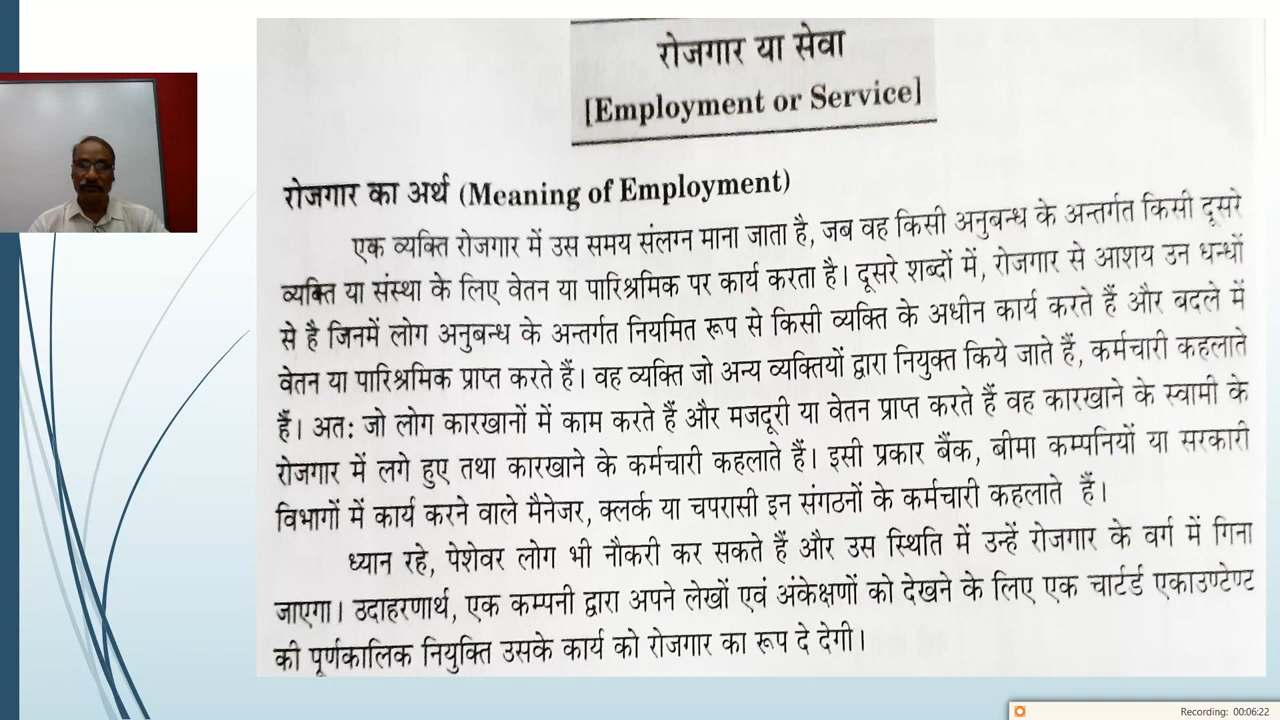 रोजगार या सेवा
[Employment or Service]
रोजगार का अर्थ (Meaning of Employment)
एक व्यक्ति रोजगार में उस समय संलग्न माना जाता है, जब वह किसी अनुबन्ध के अन्तर्गत किसी दूसरे
व्यक्ति या संस्था के लिए वेतन या पारिश्रमिक पर कार्य करता है। दूसरे शब्दों में, रोजगार से आशय उन धन्धों
से है जिनमें लोग अनुबन्ध के अन्तर्गत नियमित रूप से किसी व्यक्ति के अधीन कार्य करते हैं और बदले में
वेतन या पारिश्रमिक प्राप्त करते हैं। वह व्यक्ति जो अन्य व्यक्तियों द्वारा नियुक्त किये जाते हैं, कर्मचारी कहलाते
हैं। अतः जो लोग कारखानों में काम करते हैं और मजदूरी या वेतन प्राप्त करते हैं वह कारखाने के स्वामी के
रोजगार में लगे हुए तथा कारखाने के कर्मचारी कहलाते हैं। इसी प्रकार बैंक, बीमा कम्पनियों या सरकारी
विभागों में कार्य करने वाले मैनेजर, क्लर्क या चपरासी इन संगठनों के कर्मचारी कहलाते हैं।
ध्यान रहे, पेशेवर लोग भी नौकरी कर सकते हैं और उस स्थिति में उन्हें रोजगार के वर्ग में गिना
जाएगा। उदाहरणार्थ, एक कम्पनी द्वारा अपने लेखों एवं अंकेक्षणों को देखने के लिए एक चार्टर्ड एकाउण्टेण्ट
की पूर्णकालिक नियुक्ति उसके कार्य को रोजगार का रूप दे देगी।
Recording: 00:06:22